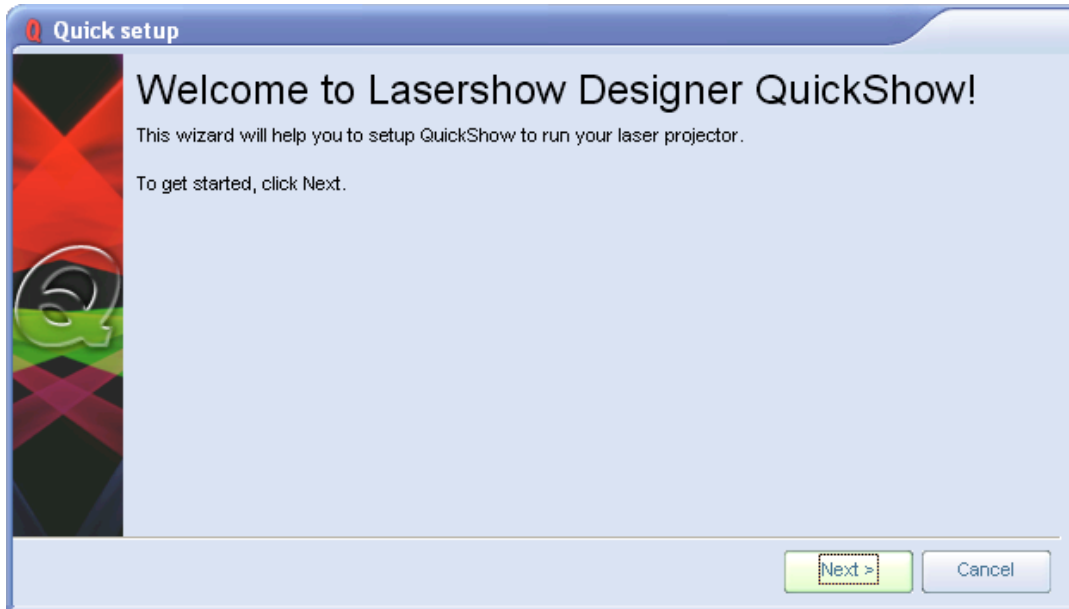 Quick setup
Welcome to Lasershow Designer QuickShow!
This wizard will help you to setup QuickShow to run your laser projector.
To get started, click Next.
Next >
Cancel